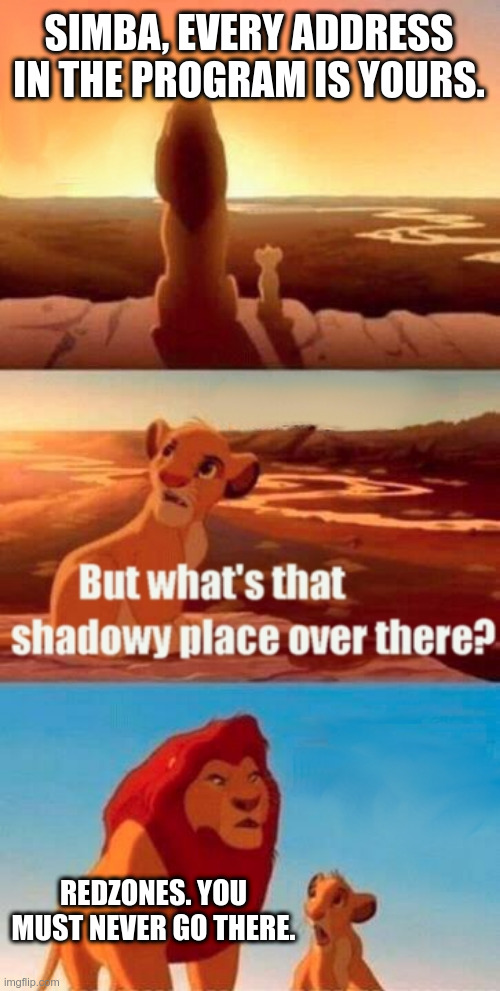 SIMBA, EVERY ADDRESS
IN THE PROGRAM IS YOURS.
But what's that
shadowy place over there?
REDZONES. YOU
MUST NEVER GO THERE.
imgflip.com